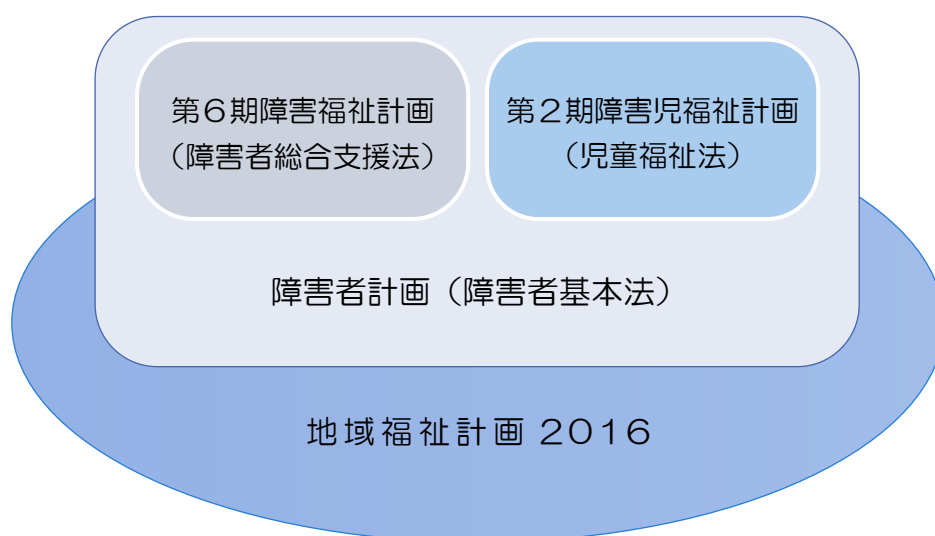 第６期障害福祉計画
（障害者総合支援法）
第２期障害児福祉計画
（児童福祉法）
障害者計画（障害者基本法）
地域福祉計画 2016